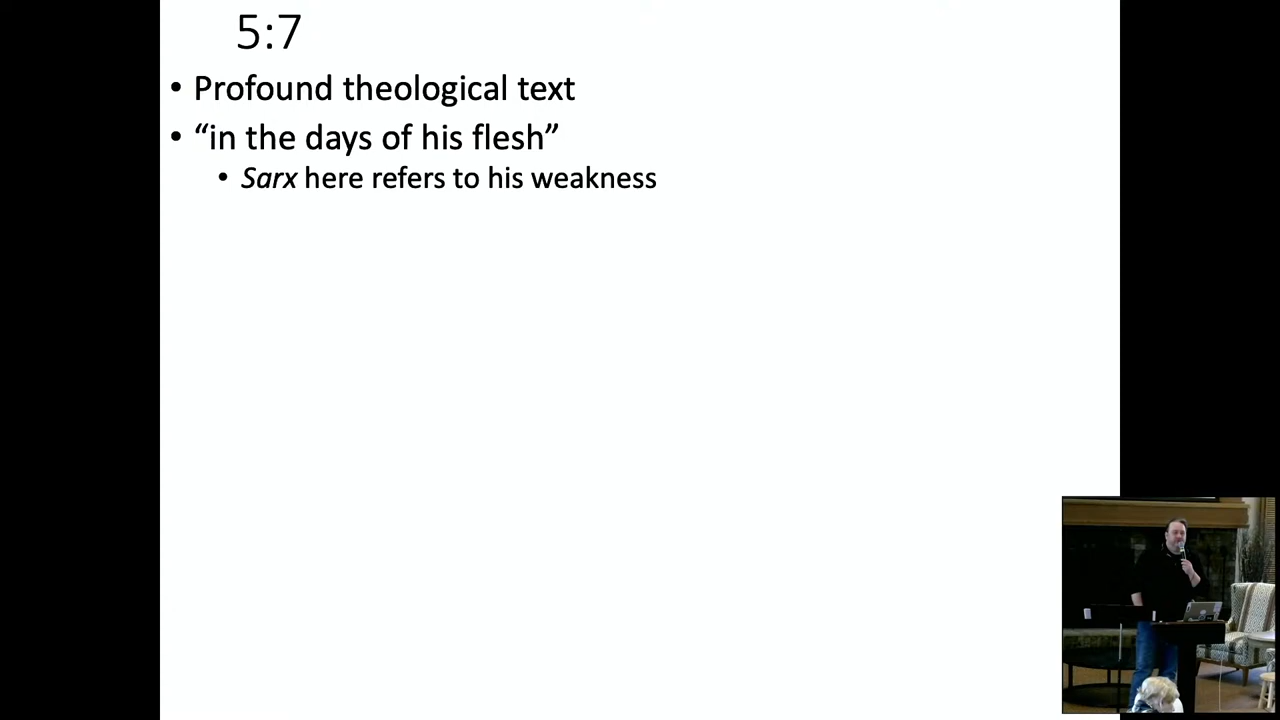 5:7
• Profound theological text
• “in the days of his flesh”
• Sarx here refers to his weakness